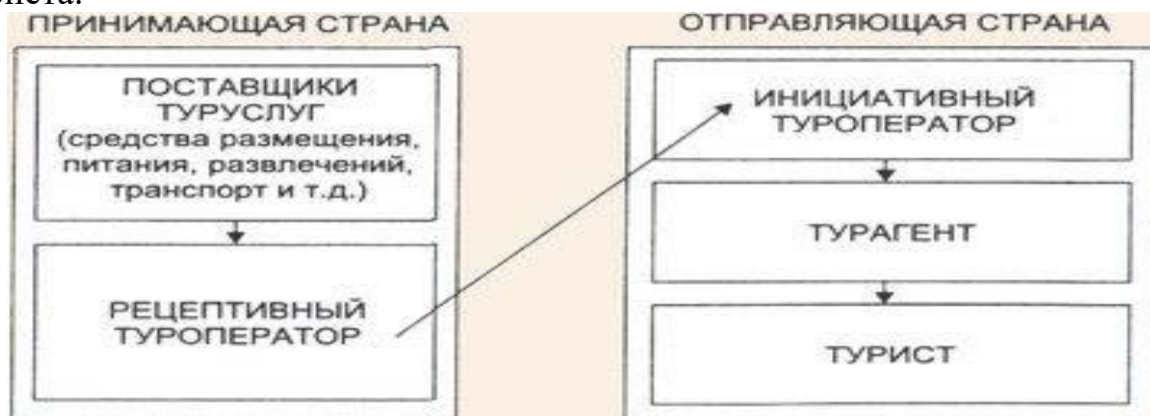 ПРИНИМАЮЩАЯ СТРАНА
ПОСТАВЩИКИ
ТУРУСЛУГ
(средства размещения,
питания, развлечений,
транспорт и т.д.)
РЕЦЕПТИВНЫЙ
ТУРОПЕРАТОР
ОТПРАВЛЯЮЩАЯ СТРАНА
ИНИЦИАТИВНЫЙ
ТУРОПЕРАТОР
ТУРАГЕНТ
ТУРИСТ